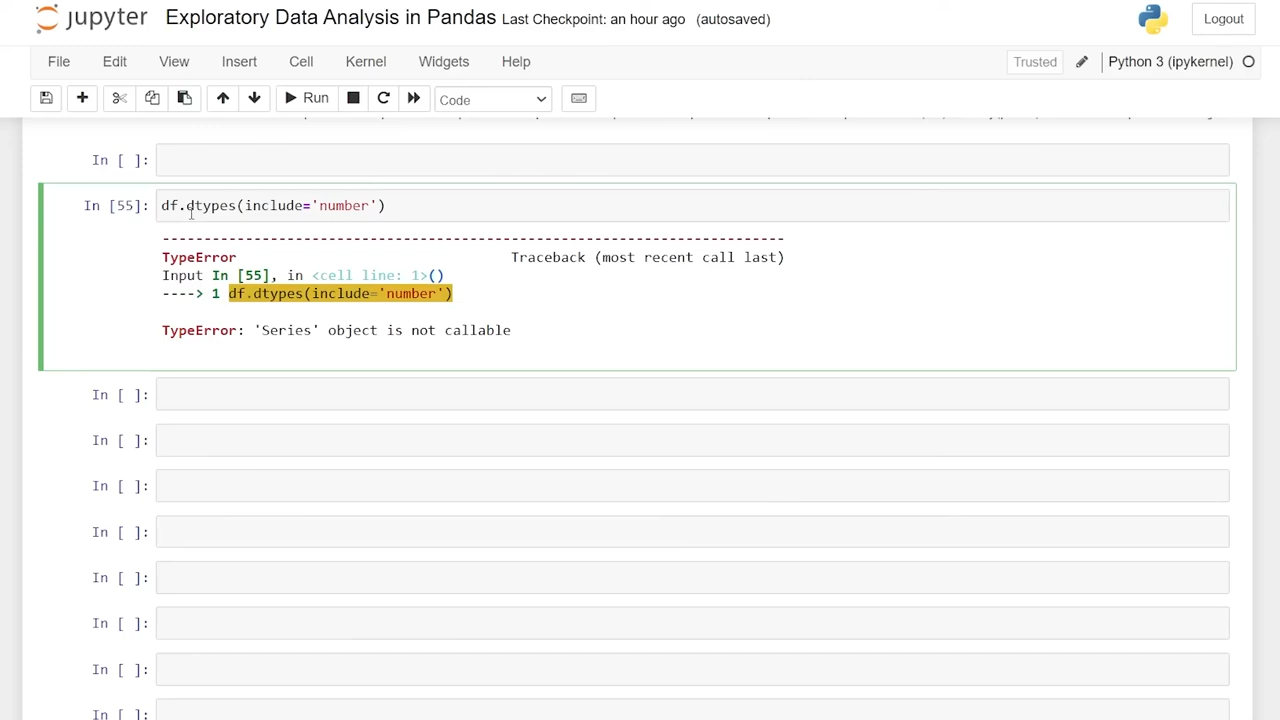 jupyter Exploratory Data Analysis in Pandas Last Checkpoint: an hour ago (autosaved) Logout
File Edit View Insert Cell Kernel Widgets Help Trusted Python 3 (ipykernel)
Run Code
In [ ]:
In [55]: df.dtypes(include='number')
---------------------------------------------------------------------------
TypeError Traceback (most recent call last)
Input In [55], in <cell line: 1>()
----> 1 df.dtypes(include='number')
TypeError: 'Series' object is not callable
In [ ]:
In [ ]:
In [ ]:
In [ ]:
In [ ]:
In [ ]:
In [ ]:
In [ ]: